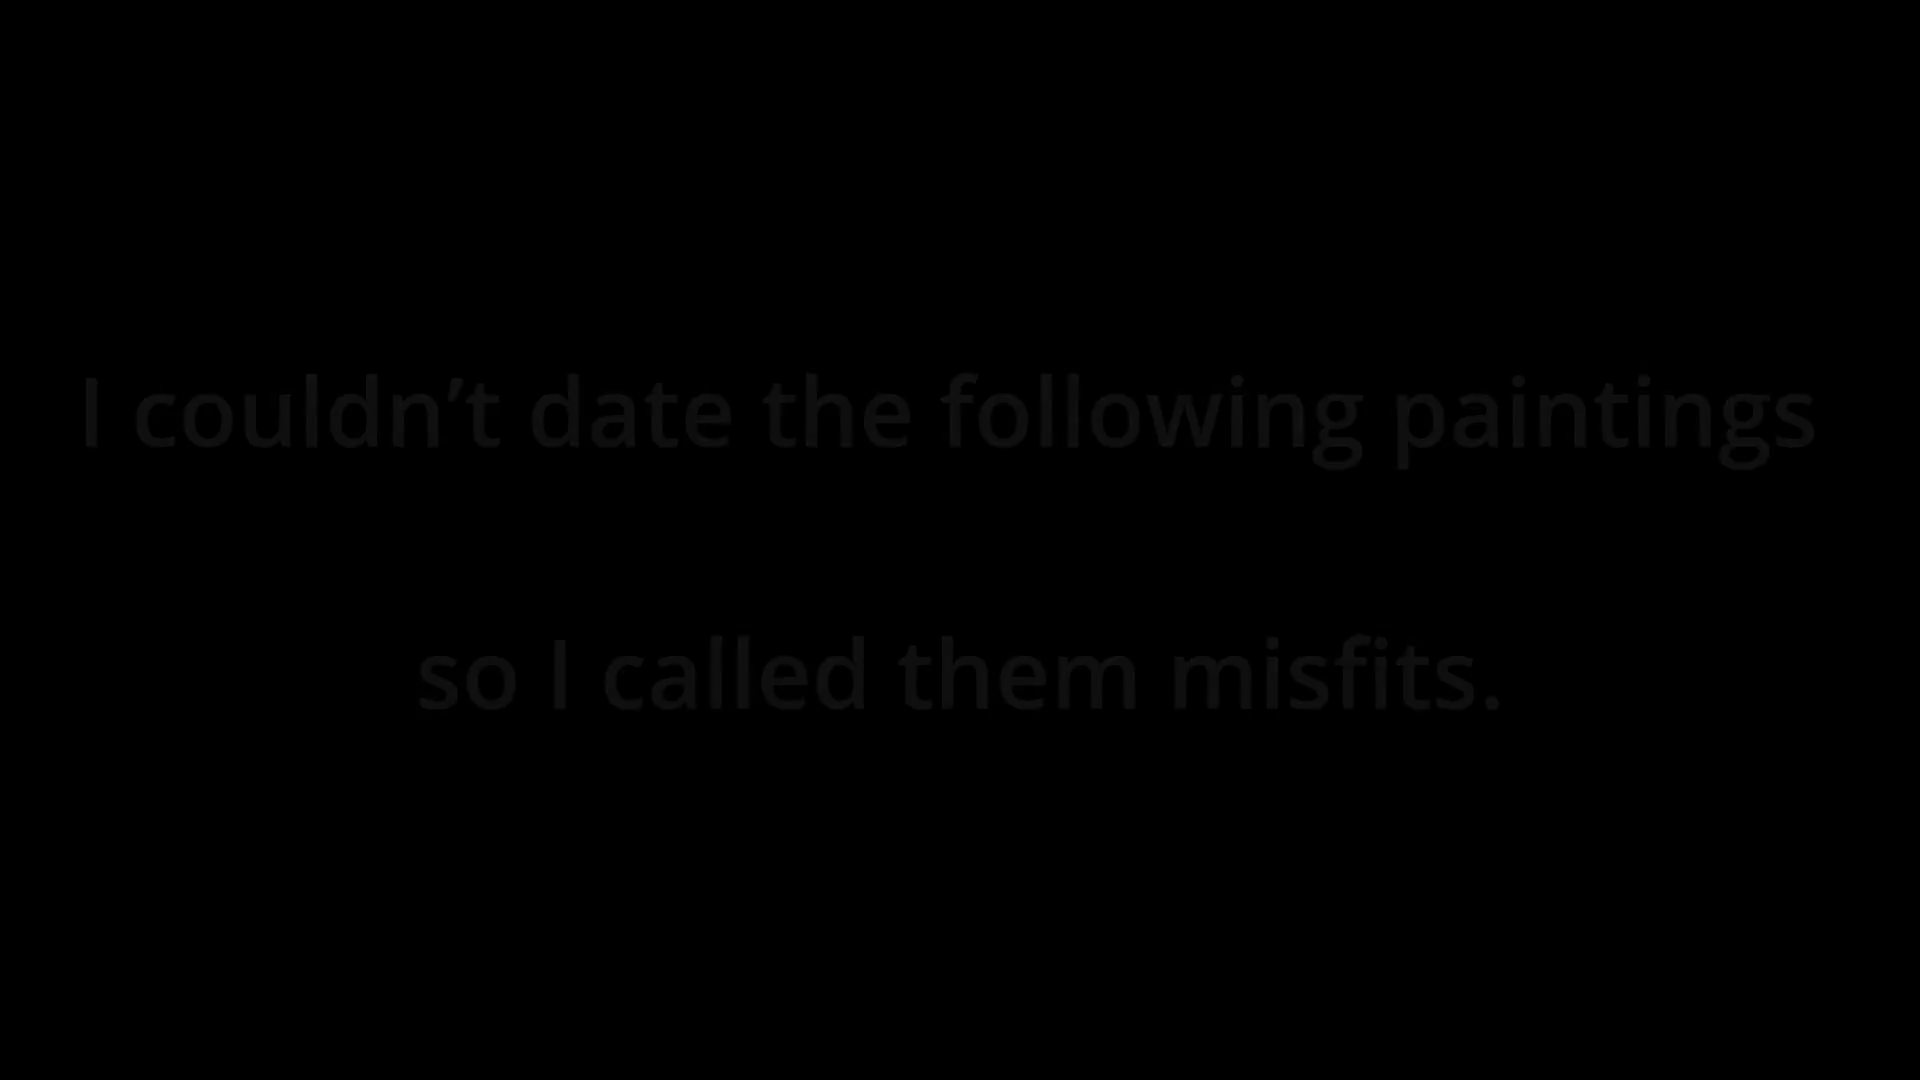 I couldn’t date the following paintings
so I called them misfits.